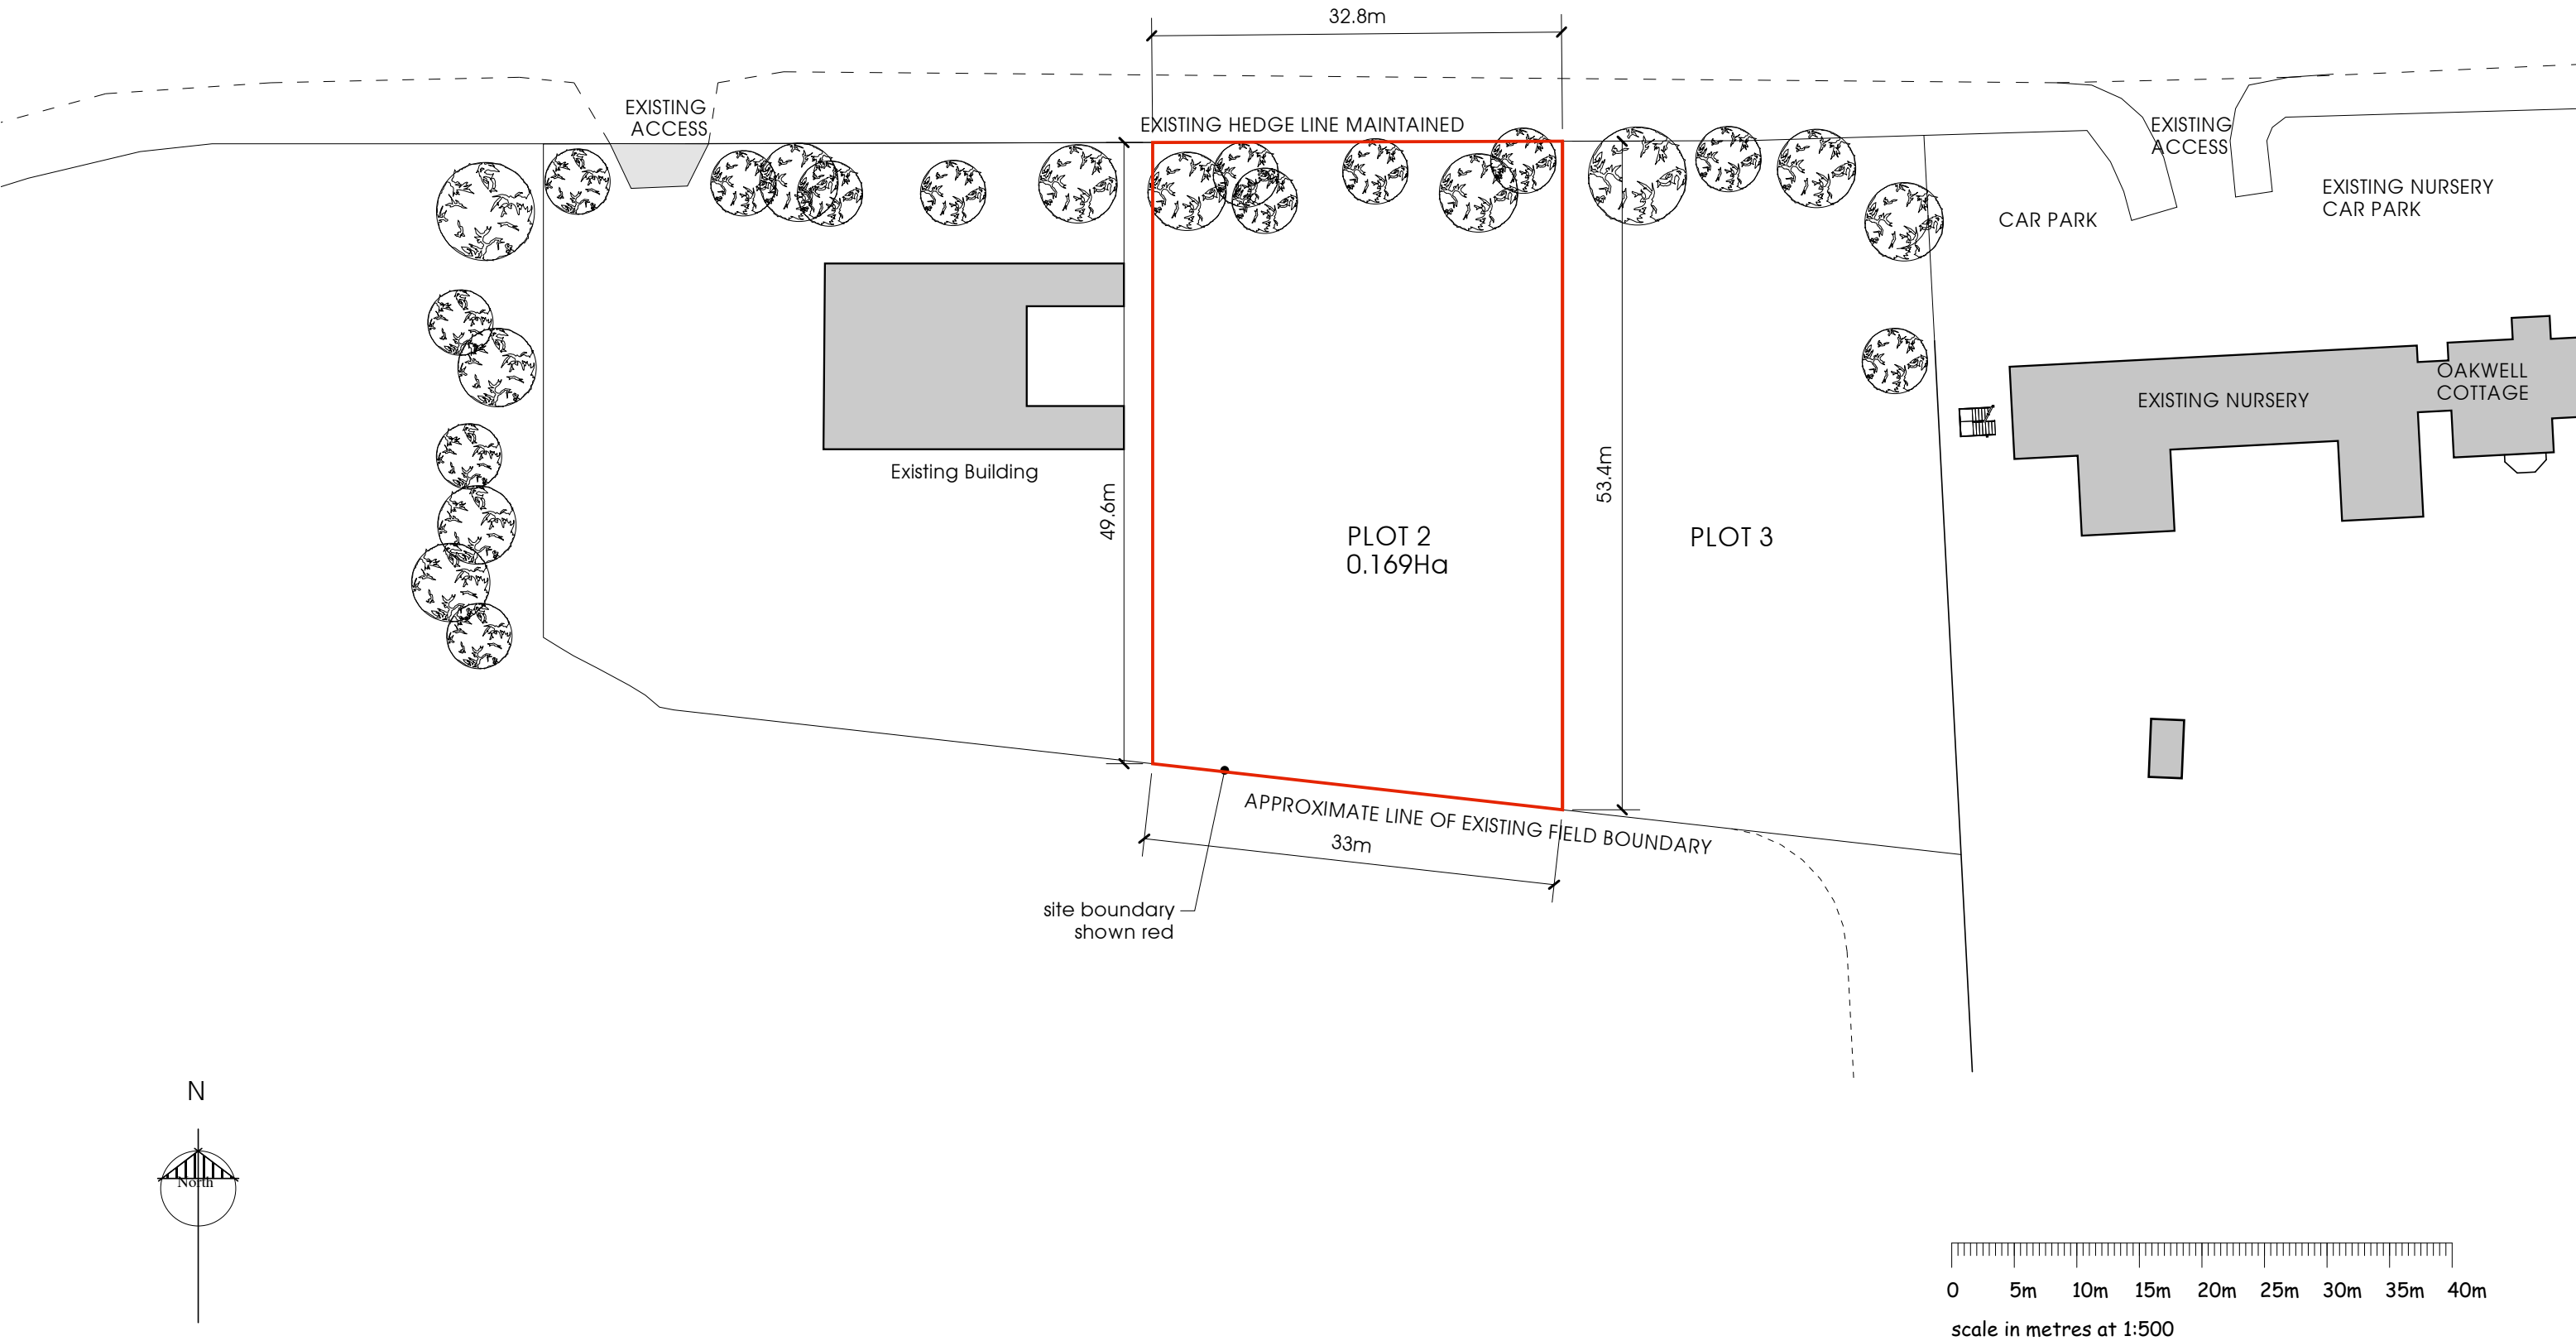 32.8m
EXISTING
ACCESS
EXISTING HEDGE LINE MAINTAINED
EXISTING
ACCESS
EXISTING NURSERY
CAR PARK
CAR PARK
OAKWELL
COTTAGE
EXISTING NURSERY
Existing Building
49.6m
53.4m
PLOT 2
0.169Ha
PLOT 3
APPROXIMATE LINE OF EXISTING FIELD BOUNDARY
33m
site boundary
shown red
N
North
0 5m 10m 15m 20m 25m 30m 35m 40m
scale in metres at 1:500